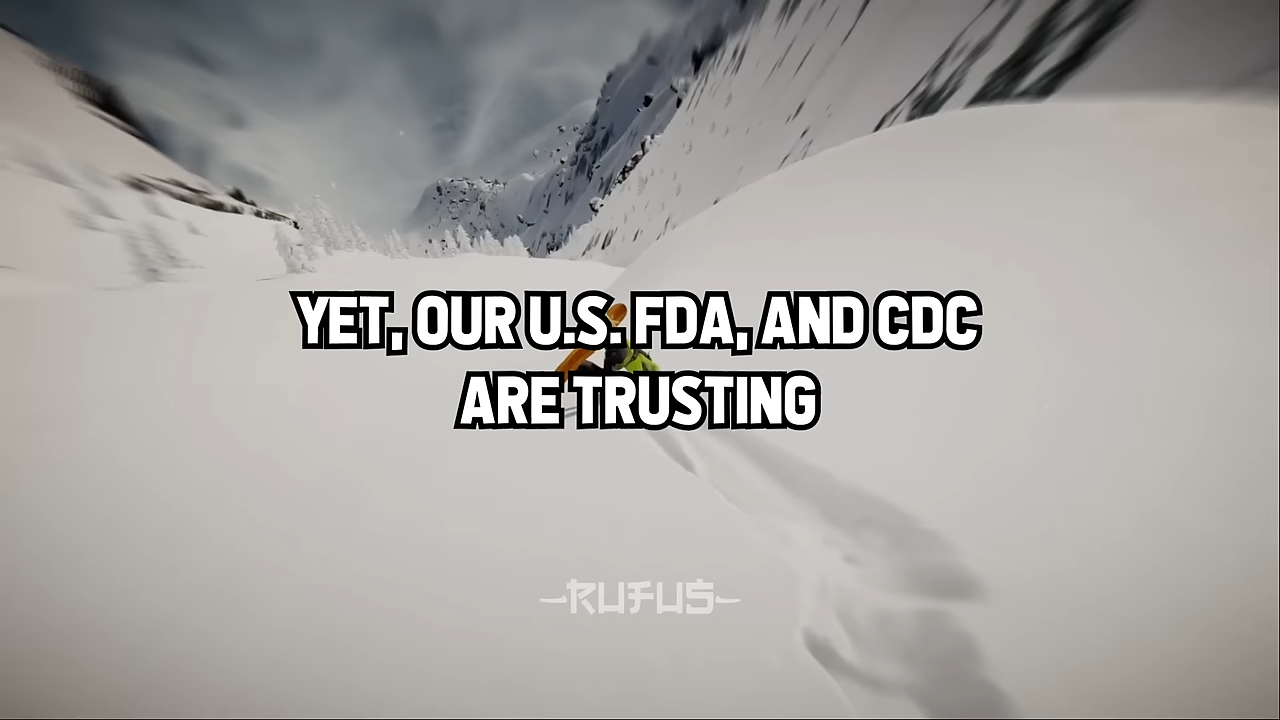 YET, OUR U.S. FDA, AND CDC
ARE TRUSTING
RUFUS